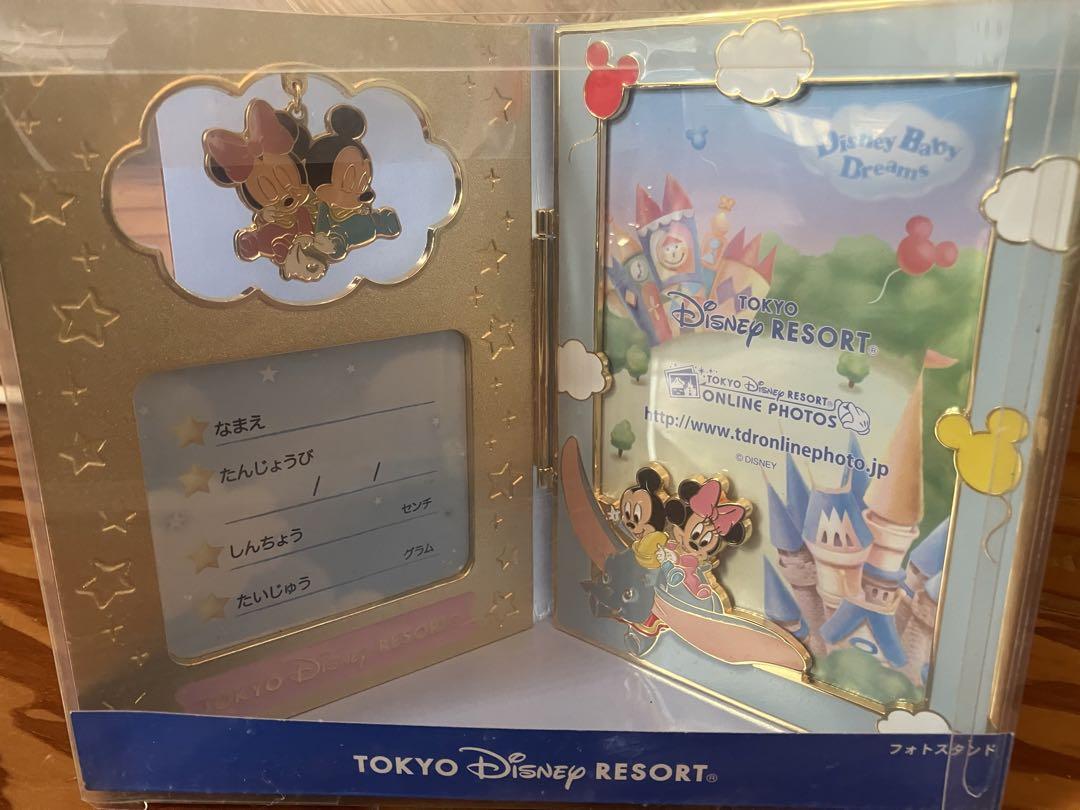 なまえ
たんじょうび
/ /
センチ
しんちょう
グラム
たいじゅう
TOKYO Disney RESORT
Disney Baby
Dreams
TOKYO
Disney RESORT®
TOKYO Disney RESORT®
ONLINE PHOTOS
http://www.tdronlinephoto.jp
©DISNEY
フォトスタンド
TOKYO Disney RESORT®